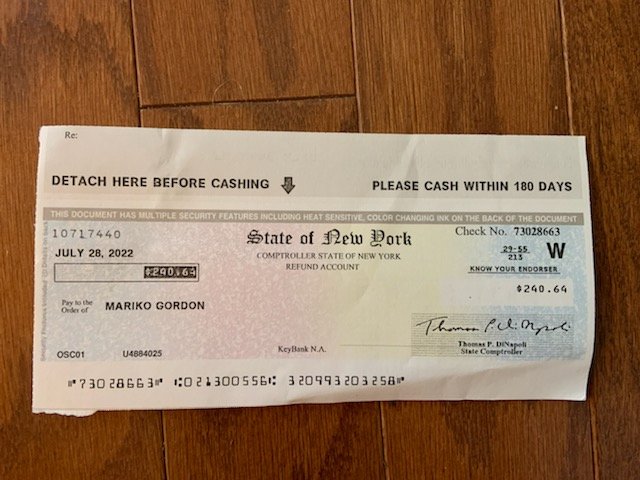 Re:
DETACH HERE BEFORE CASHING
PLEASE CASH WITHIN 180 DAYS
THIS DOCUMENT HAS MULTIPLE SECURITY FEATURES INCLUDING HEAT SENSITIVE, COLOR CHANGING INK ON THE BACK OF THE DOCUMENT
10717440
State of New York
Check No. 73028663
JULY 28, 2022
COMPTROLLER STATE OF NEW YORK
REFUND ACCOUNT
29-55
213
W
KNOW YOUR ENDORSER
$240.64
$240.64
Pay to the
Order of
MARIKO GORDON
Thomas P. DiNapoli
Thomas P. DiNapoli
State Comptroller
KeyBank N.A.
OSC01 U4884025
⑈73028663⑈ ⑆021300556⑆ 320993203258⑈